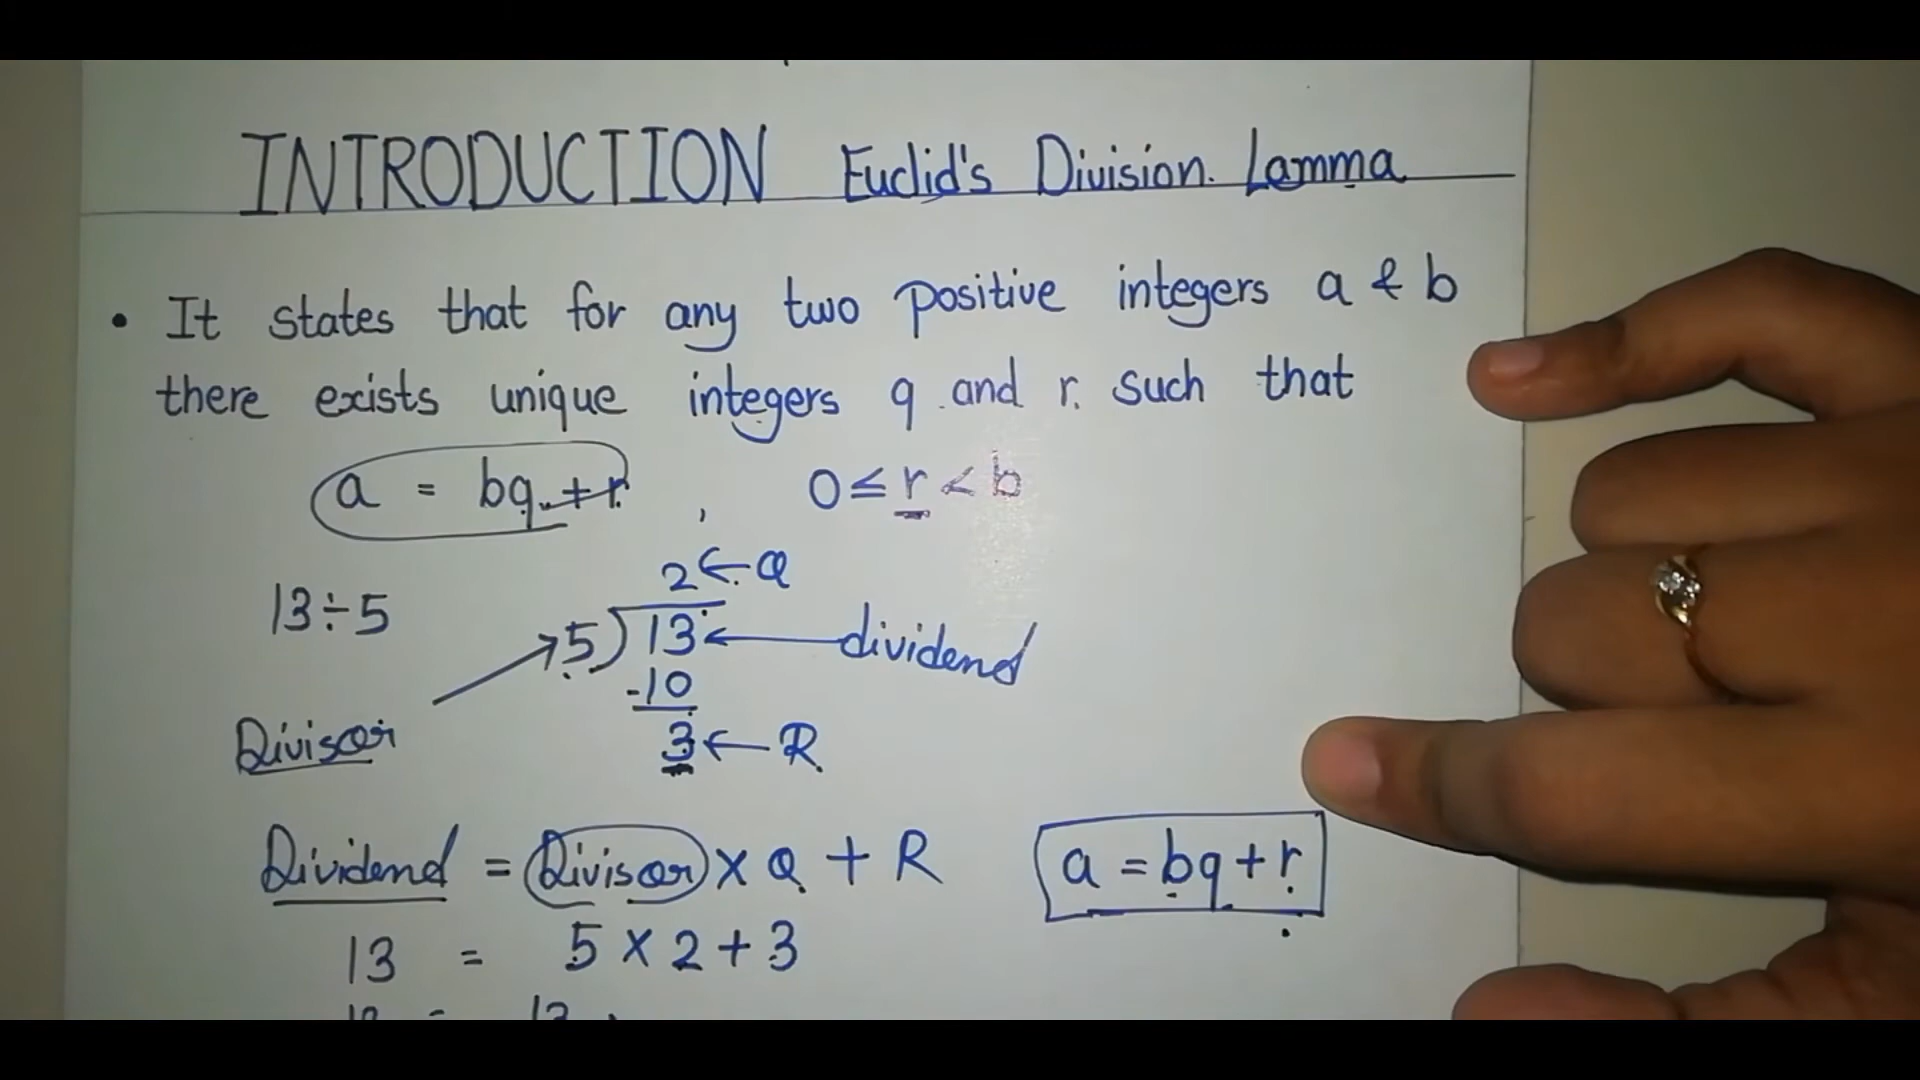 INTRODUCTION Euclid's Division Lamma
• It states that for any two positive integers a & b
there exists unique integers q and r. such that
a = bq + r , 0 ≤ r < b
2 ← Q
13 ÷ 5
5 ) 13 ← dividend
-10
Divisor
3 ← R
Dividend = Divisor × Q + R
a = bq + r
13 = 5 × 2 + 3